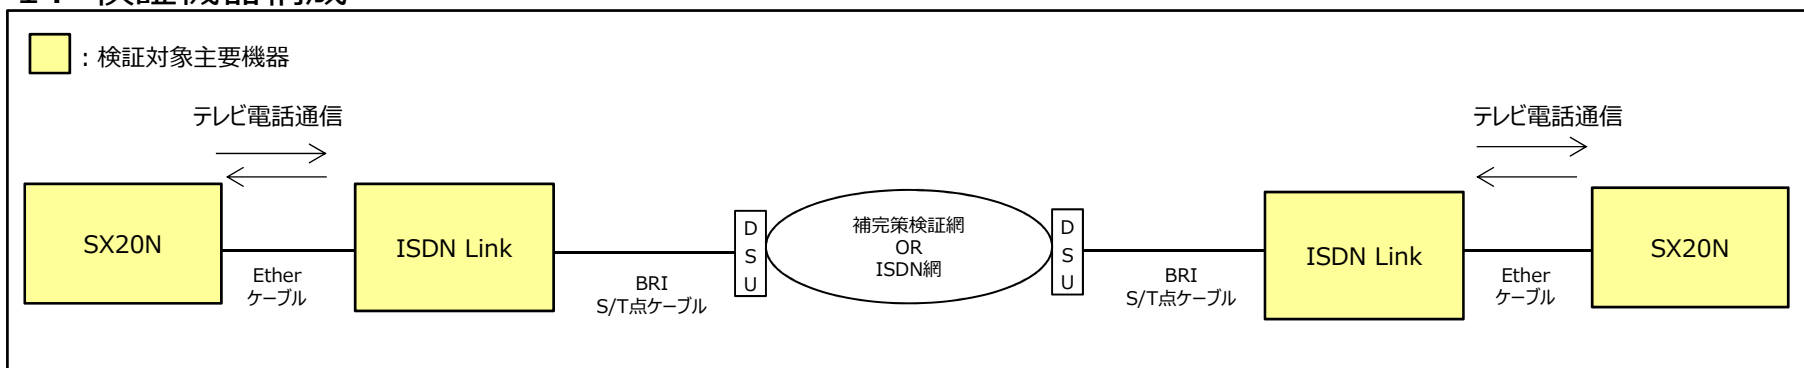 ：検証対象主要機器
テレビ電話通信
テレビ電話通信
SX20N
Ether
ケーブル
ISDN Link
BRI
S/T点ケーブル
D
S
U
補完策検証網
OR
ISDN網
D
S
U
BRI
S/T点ケーブル
ISDN Link
Ether
ケーブル
SX20N